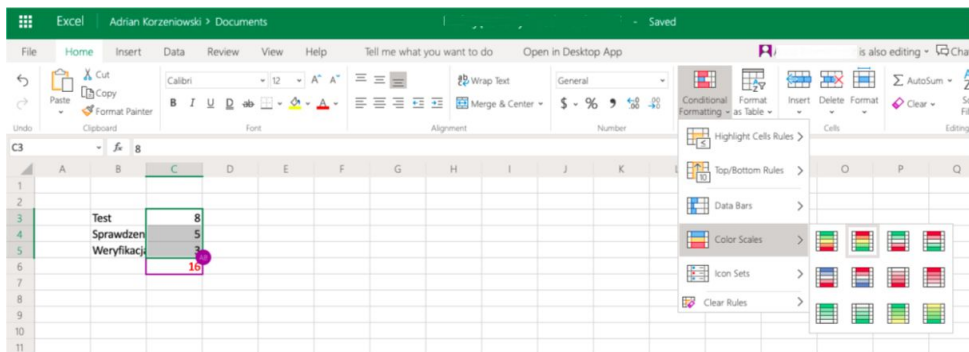 Excel Adrian Korzeniowski > Documents - Saved
File Home Insert Data Review View Help Tell me what you want to do Open in Desktop App is also editing
Cut
Copy
Paste Format Painter
Calibri 12 A^ A˅
B I U D ab A
Wrap Text
Merge & Center
General
$ % 9 .00
Conditional Formatting Format as Table
Insert Delete Format
AutoSum
Clear
Undo Clipboard Font Alignment Number Cells Editing
C3 fx 8
A B C D E F G H I J K L O P Q
1
2
3 Test 8
4 Sprawdzen 5
5 Weryfikacja 3
6 16
7
8
9
10
11
Highlight Cells Rules
Top/Bottom Rules
Data Bars
Color Scales
Icon Sets
Clear Rules